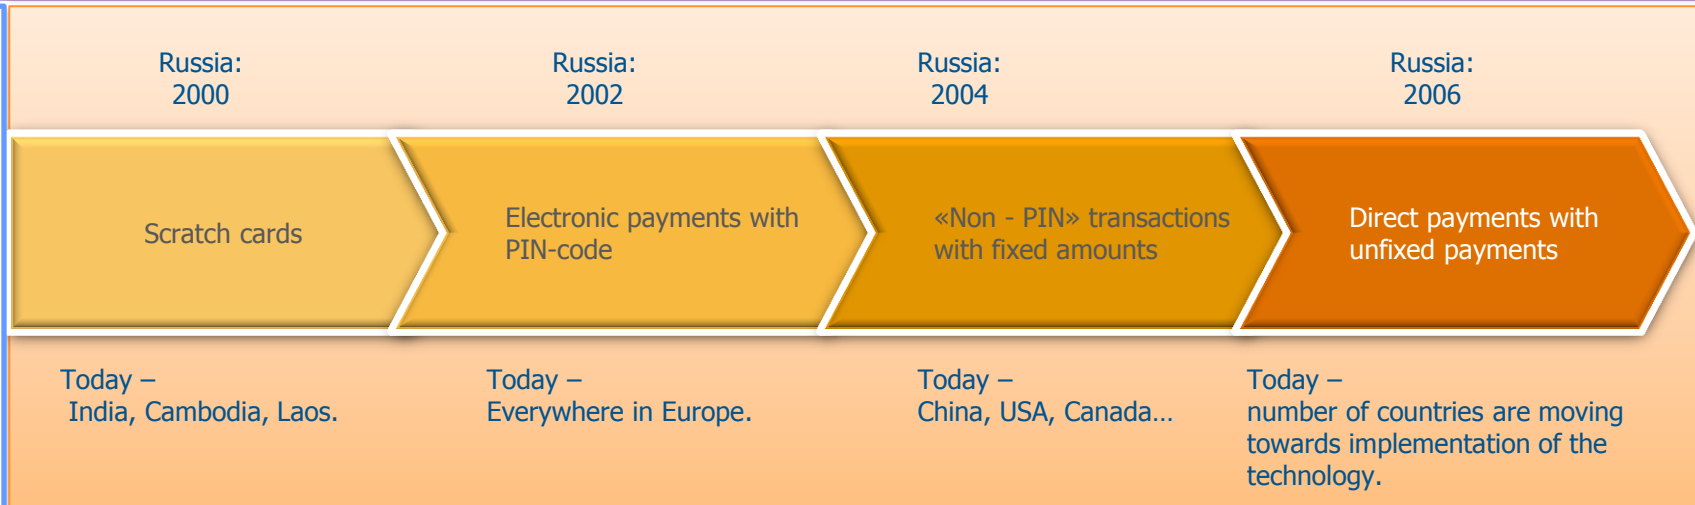 Russia:
2000
Russia:
2002
Russia:
2004
Russia:
2006
Scratch cards
Electronic payments with
PIN-code
«Non - PIN» transactions
with fixed amounts
Direct payments with
unfixed payments
Today –
India, Cambodia, Laos.
Today –
Everywhere in Europe.
Today –
China, USA, Canada…
Today –
number of countries are moving
towards implementation of the
technology.